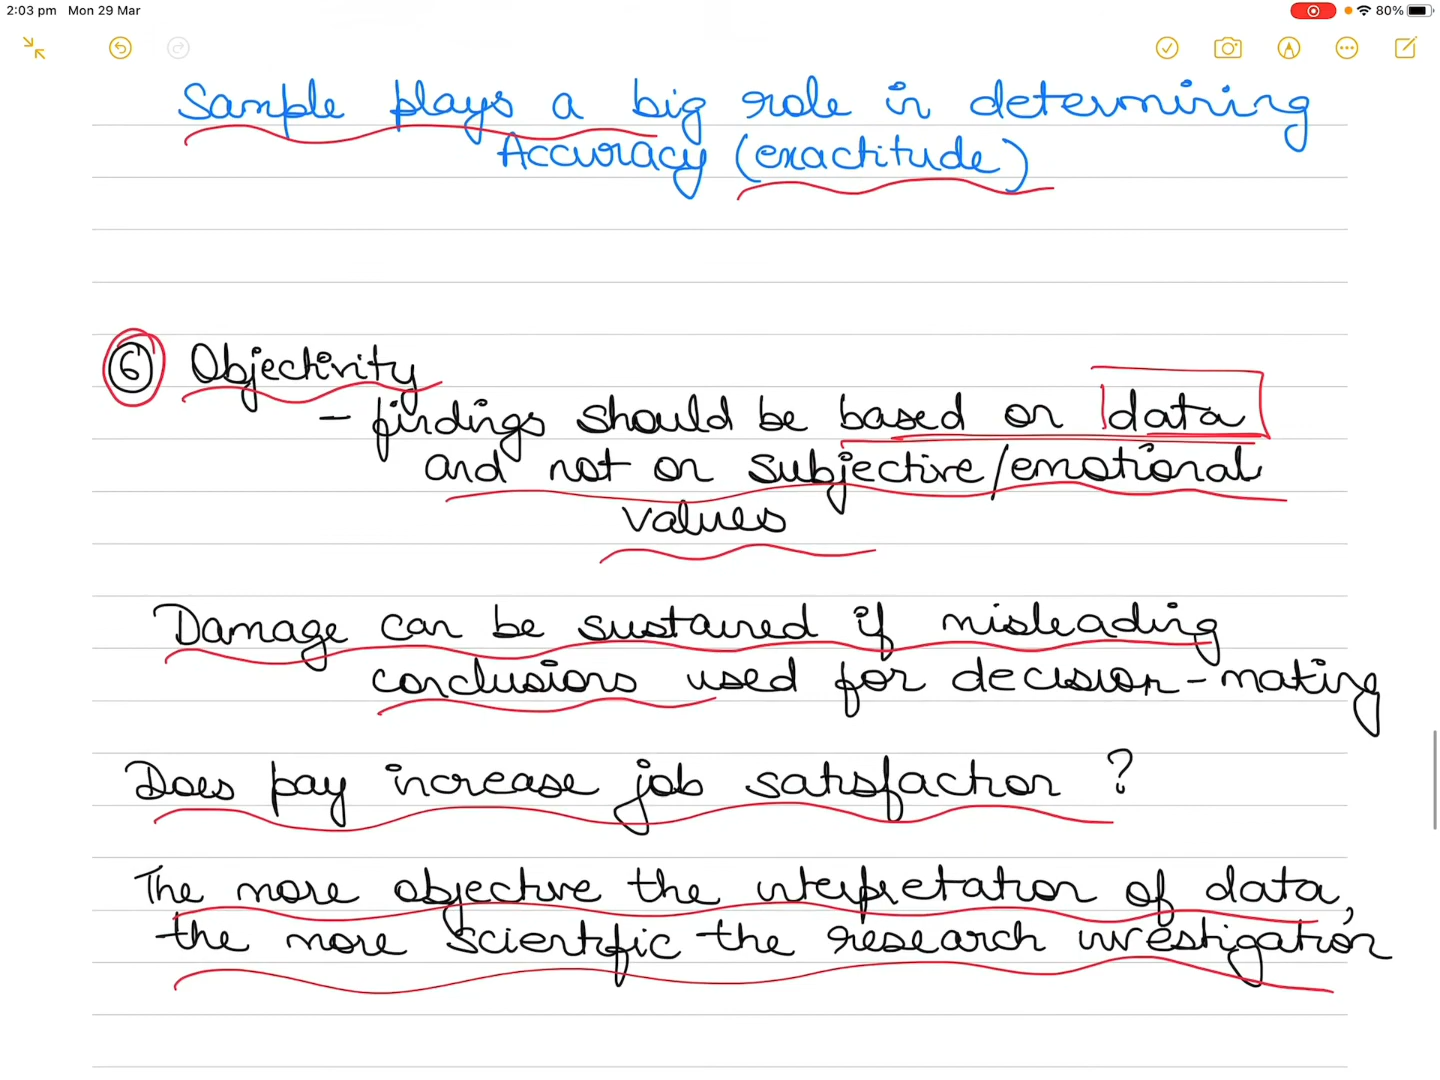 2:03 pm Mon 29 Mar 80%
Sample plays a big role in determining
Accuracy (exactitude)
6 Objectivity
- findings should be based on data
and not on subjective/emotional
values
Damage can be sustained if misleading
conclusions used for decision-making
Does pay increase job satisfaction ?
The more objective the interpretation of data,
the more scientific the research investigation